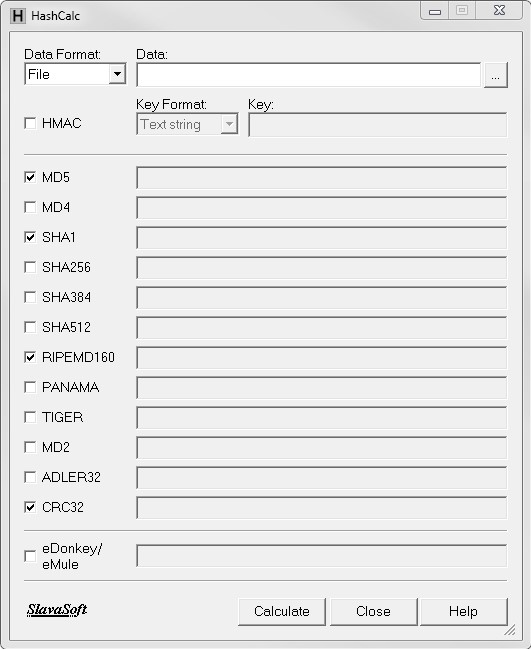 H HashCalc
Data Format: Data:
File ...
Key Format: Key:
HMAC Text string
MD5
MD4
SHA1
SHA256
SHA384
SHA512
RIPEMD160
PANAMA
TIGER
MD2
ADLER32
CRC32
eDonkey/
eMule
SlavaSoft Calculate Close Help